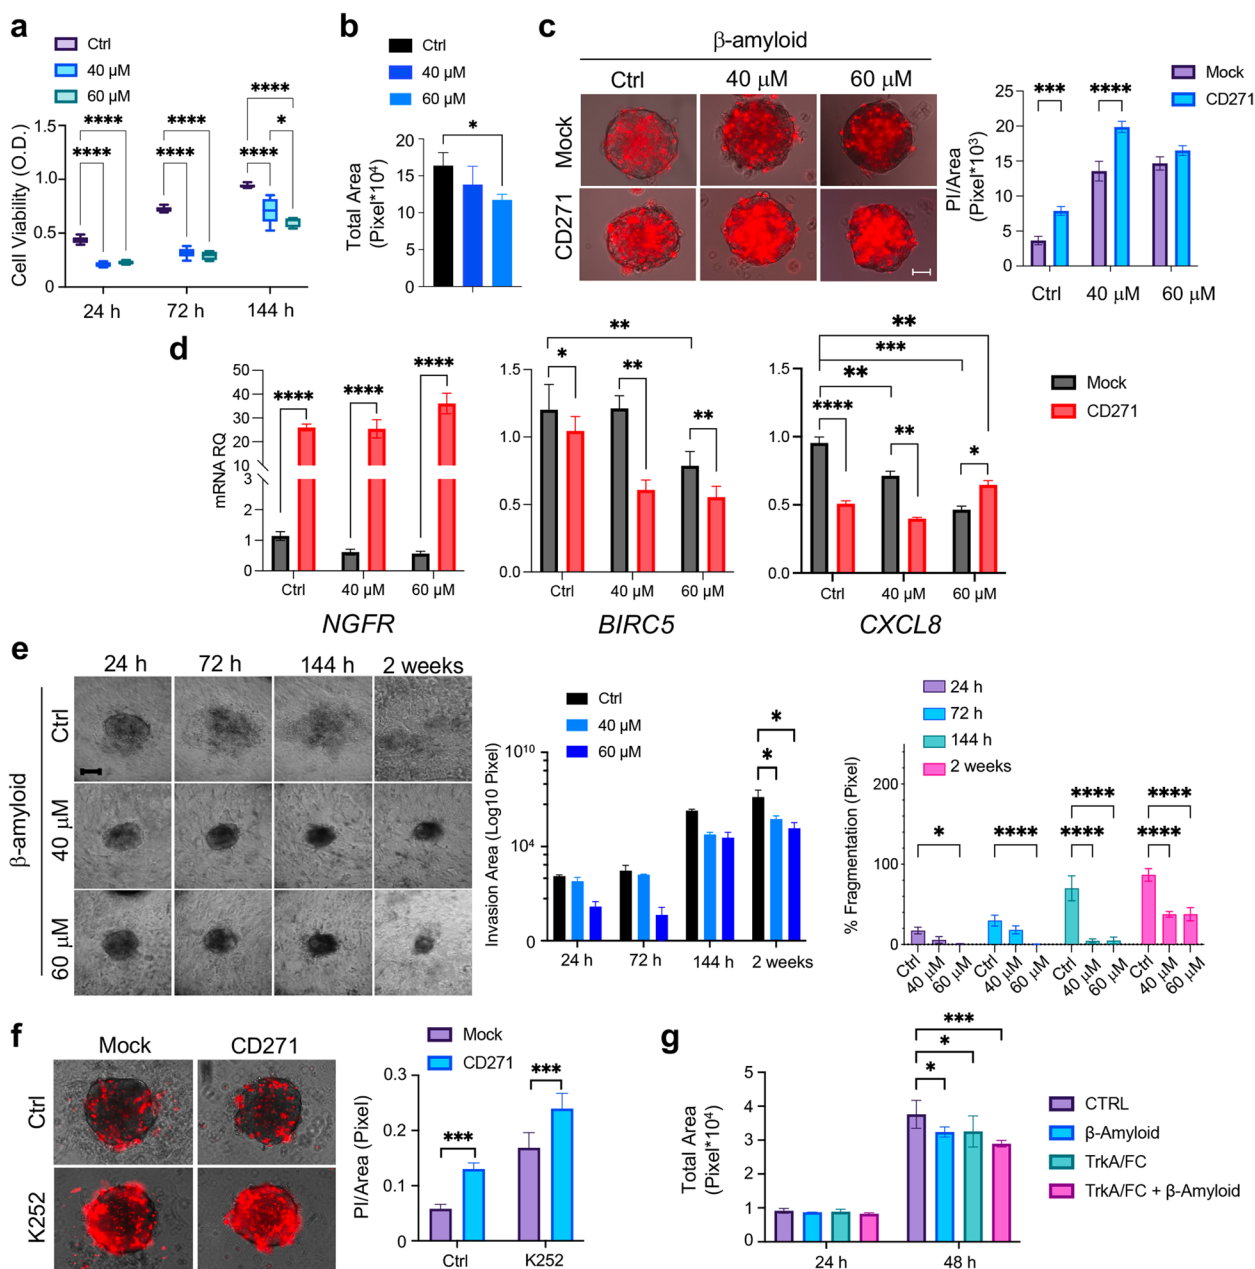 a
Ctrl
40 μM
60 μM
**** **** * **** **** **** **** ****
Cell Viability (O.D.)
1.5
1.0
0.5
0
24 h 72 h 144 h
b
Ctrl
40 μM
60 μM
*
Total Area
(Pixel*10⁴)
20
15
10
5
0
c
β-amyloid
Ctrl 40 μM 60 μM
Mock
CD271
Mock
CD271
*** ****
PI/Area
(Pixel*10³)
25
20
15
10
5
0
Ctrl 40 μM 60 μM
d
mRNA RQ
50
40
30
20
10
3
2
1
0
**** **** ****
Ctrl 40 μM 60 μM
NGFR
** * ** **
1.5
1.0
0.5
0.0
Ctrl 40 μM 60 μM
BIRC5
** *** ** **** ** *
1.5
1.0
0.5
0.0
Ctrl 40 μM 60 μM
CXCL8
Mock
CD271
e
24 h 72 h 144 h 2 weeks
β-amyloid
Ctrl
40 μM
60 μM
Ctrl
40 μM
60 μM
* *
Invasion Area (Log10 Pixel)
10¹⁰
10⁴
0
24 h 72 h 144 h 2 weeks
24 h
72 h
144 h
2 weeks
% Fragmentation (Pixel)
200
100
0
* **** **** **** **** ****
Ctrl 40 μM 60 μM Ctrl 40 μM 60 μM Ctrl 40 μM 60 μM Ctrl 40 μM 60 μM
f
Mock CD271
Ctrl
K252
Mock
CD271
*** ***
PI/Area (Pixel)
0.3
0.2
0.1
0
Ctrl K252
g
*** * *
Total Area
(Pixel*10⁴)
5
4
3
2
1
0
24 h 48 h
CTRL
β-Amyloid
TrkA/FC
TrkA/FC + β-Amyloid